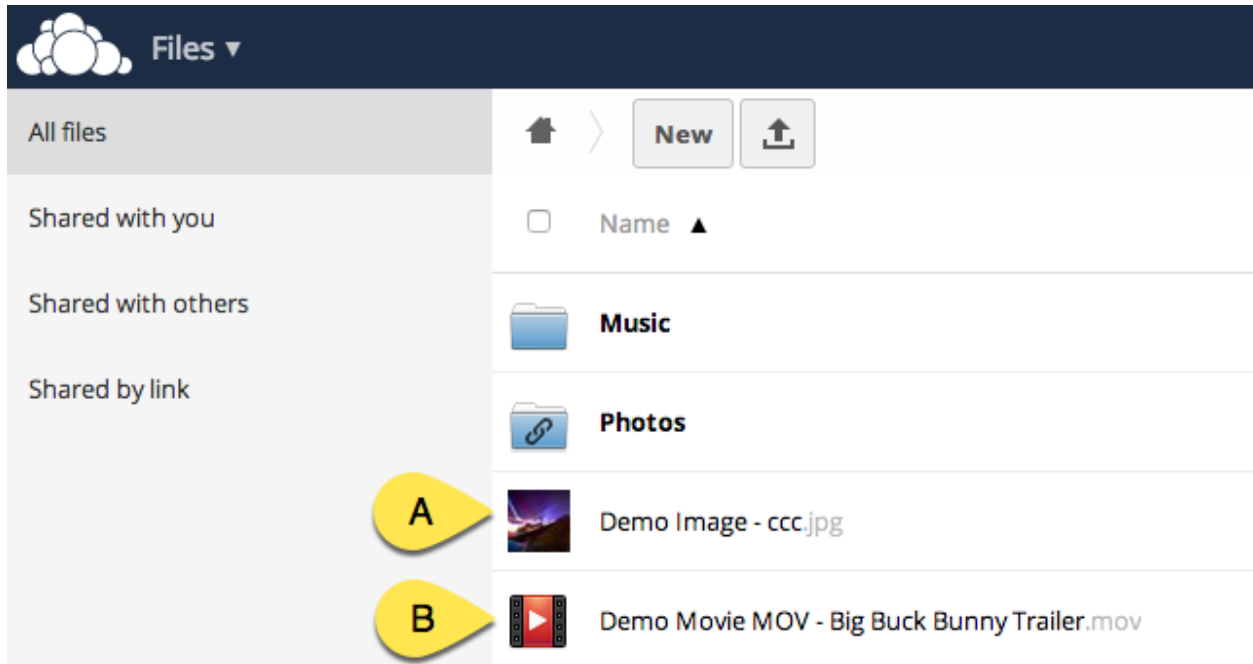 Files ▾
All files
New
Shared with you
Name ▲
Shared with others
Music
Shared by link
Photos
A
Demo Image - ccc.jpg
B
Demo Movie MOV - Big Buck Bunny Trailer.mov